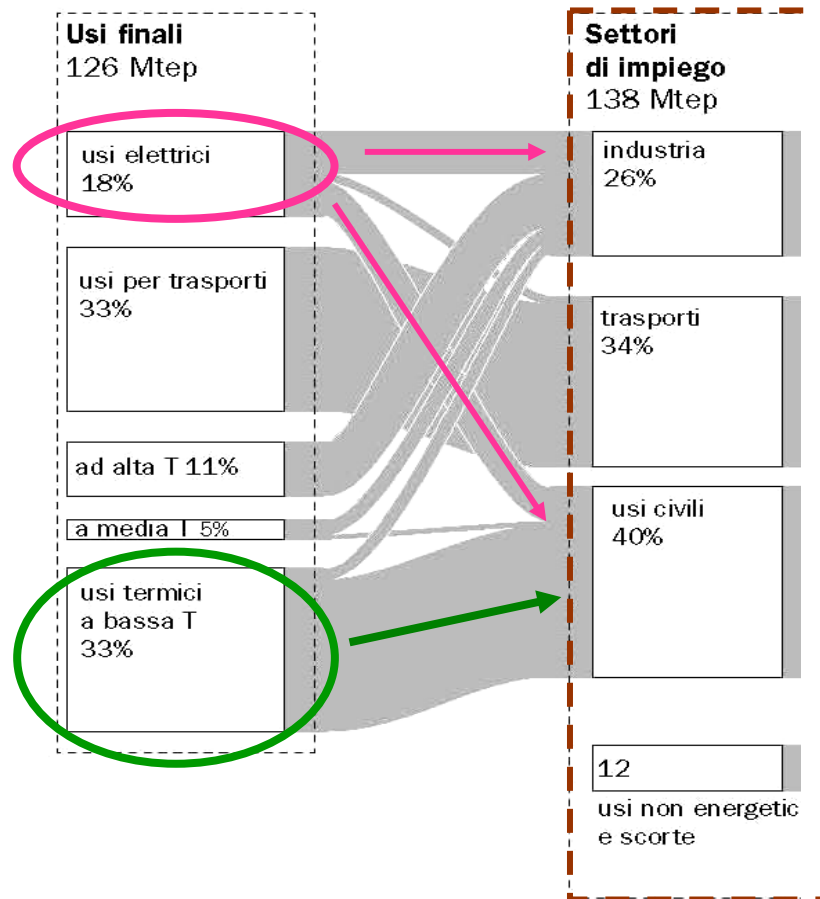 Usi finali
126 Mtep
usi elettrici
18%
usi per trasporti
33%
ad alta T 11%
a media T 5%
usi termici
a bassa T
33%
Settori
di impiego
138 Mtep
industria
26%
trasporti
34%
usi civili
40%
12
usi non energetic
e scorte